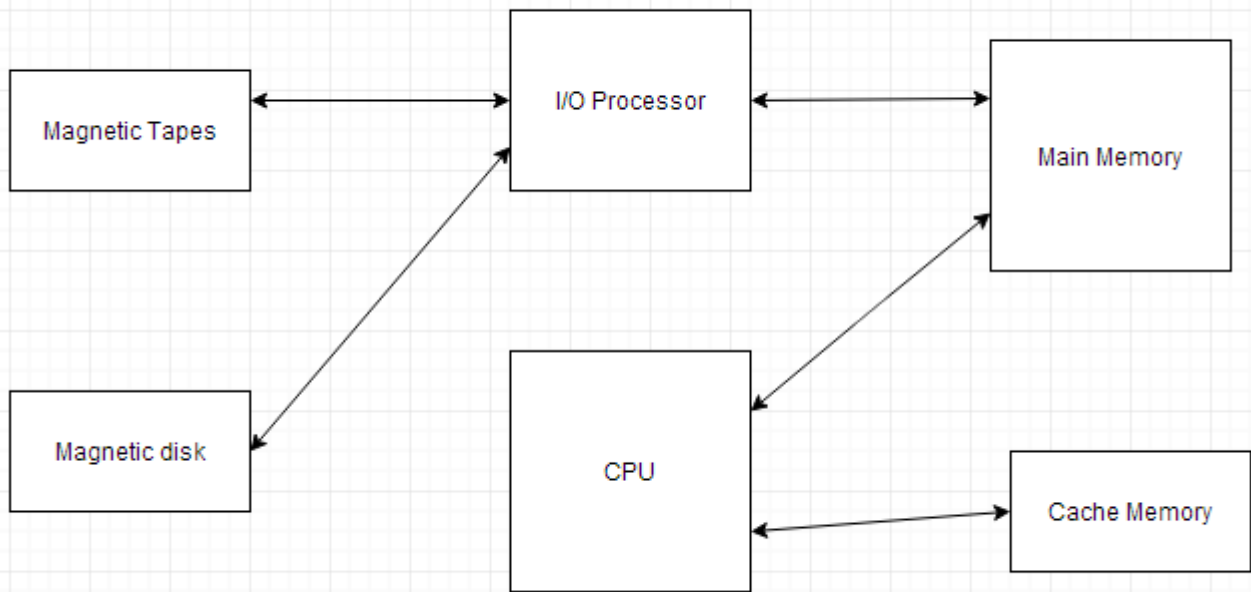 I/O Processor
Magnetic Tapes
Main Memory
Magnetic disk
CPU
Cache Memory